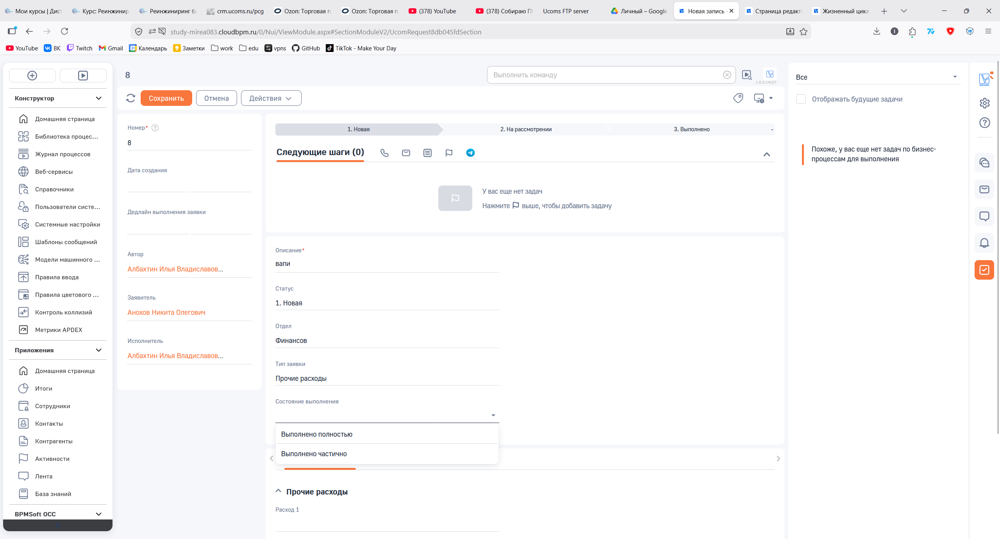 Мои курсы | Дист
Курс: Реинжинир
Реинжиниринг б
crm.ucoms.ru/pcg
Ozon: Торговая п
Ozon: Торговая п
(378) YouTube
(378) Собираю П
Ucoms FTP server
Личный – Google
Новая запись
Страница редакт
Жизненный цикл
study-mirea083.cloudbpm.ru/0/Nui/ViewModule.aspx#SectionModuleV2/UcomRequest8db045fdSection
YouTube
ВК
Twitch
Gmail
Календарь
Заметки
work
edu
vpns
GitHub
TikTok - Make Your Day
Конструктор
Домашняя страница
Библиотека процес...
Журнал процессов
Веб-сервисы
Справочники
Пользователи систе...
Системные настройки
Шаблоны сообщений
Модели машинного ...
Правила ввода
Правила цветового ...
Контроль коллизий
Метрики APDEX
Приложения
Домашняя страница
Итоги
Сотрудники
Контакты
Контрагенты
Активности
Лента
База знаний
BPMSoft OCC
8
Выполнить команду
1.8.0.14107
Сохранить
Отмена
Действия
Номер*
8
Дата создания
Дедлайн выполнения заявки
Автор
Албахтин Илья Владиславов...
Заявитель
Анохов Никита Олегович
Исполнитель
Албахтин Илья Владиславов...
1. Новая
2. На рассмотрении
3. Выполнено
Следующие шаги (0)
У вас еще нет задач
Нажмите выше, чтобы добавить задачу
Описание*
вапи
Статус
1. Новая
Отдел
Финансов
Тип заявки
Прочие расходы
Состояние выполнения
Выполнено полностью
Выполнено частично
Прочие расходы
Расход 1
Все
Отображать будущие задачи
Похоже, у вас еще нет задач по бизнес-
процессам для выполнения
ЮКОМС